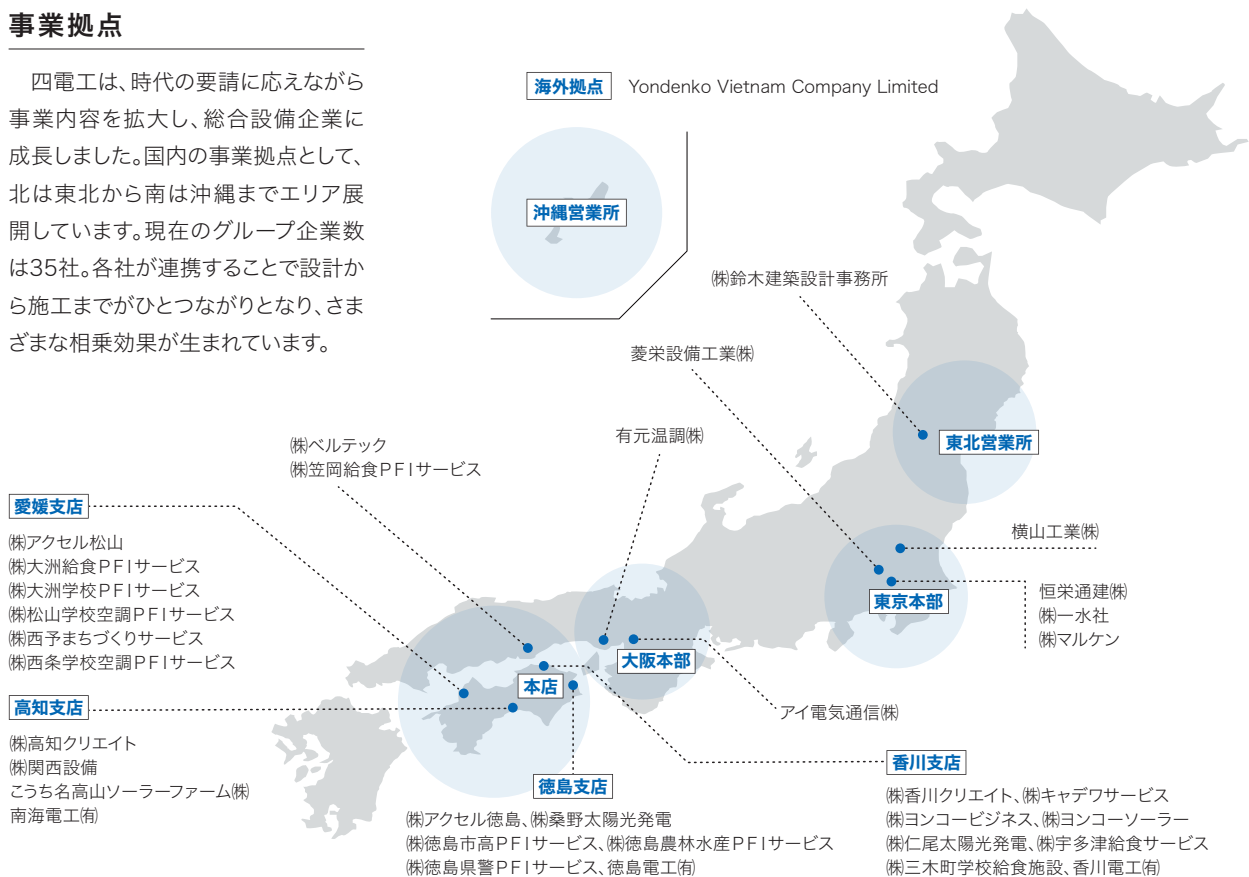 事業拠点
四電工は、時代の要請に応えながら
事業内容を拡大し、総合設備企業に
成長しました。国内の事業拠点として、
北は東北から南は沖縄までエリア展
開しています。現在のグループ企業数
は35社。各社が連携することで設計か
ら施工までがひとつながりとなり、さま
ざまな相乗効果が生まれています。
海外拠点 Yondenko Vietnam Company Limited
沖縄営業所
㈱鈴木建築設計事務所
菱栄設備工業㈱
東北営業所
有元温調㈱
㈱ベルテック
㈱笠岡給食PFIサービス
横山工業㈱
東京本部
恒栄通建㈱
㈱一水社
㈱マルケン
大阪本部
アイ電気通信㈱
本店
愛媛支店
㈱アクセル松山
㈱大洲給食PFIサービス
㈱大洲学校PFIサービス
㈱松山学校空調PFIサービス
㈱西予まちづくりサービス
㈱西条学校空調PFIサービス
高知支店
㈱高知クリエイト
㈱関西設備
こうち名高山ソーラーファーム㈱
南海電工㈲
徳島支店
㈱アクセル徳島、㈱桑野太陽光発電
㈱徳島市高PFIサービス、㈱徳島農林水産PFIサービス
㈱徳島県警PFIサービス、徳島電工㈲
香川支店
㈱香川クリエイト、㈱キャデワサービス
㈱ヨンコービジネス、㈱ヨンコーソーラー
㈱仁尾太陽光発電、㈱宇多津給食サービス
㈱三木町学校給食施設、香川電工㈲